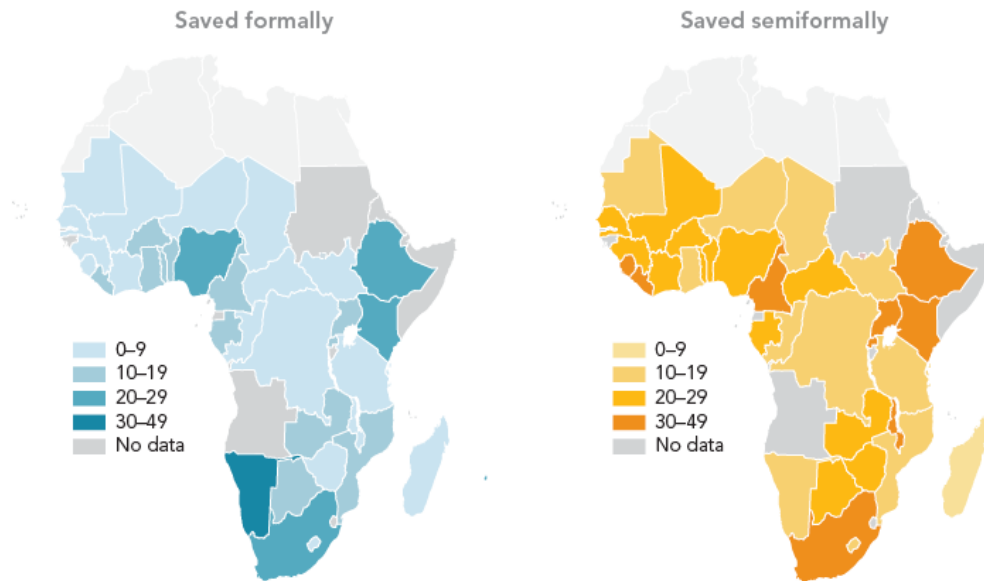 Saved formally
Saved semiformally
0–9
10–19
20–29
30–49
No data
0–9
10–19
20–29
30–49
No data